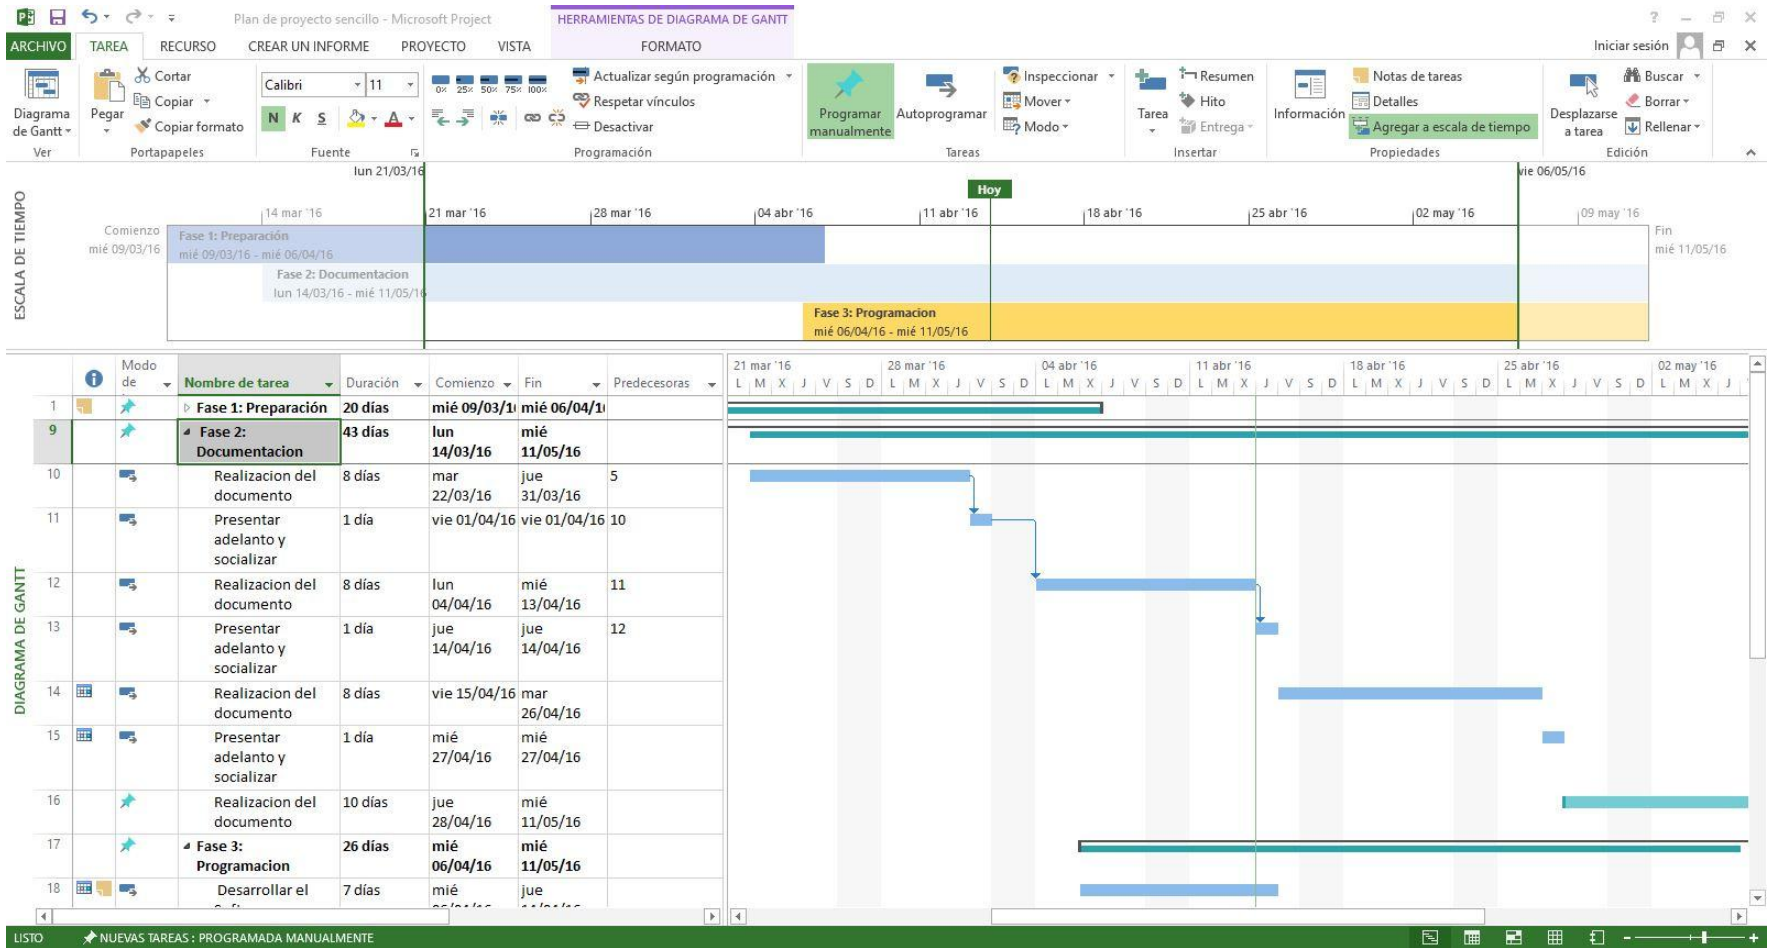 Plan de proyecto sencillo - Microsoft Project
HERRAMIENTAS DE DIAGRAMA DE GANTT
ARCHIVO TAREA RECURSO CREAR UN INFORME PROYECTO VISTA FORMATO
Iniciar sesión
Diagrama de Gantt
Ver
Pegar
Cortar
Copiar
Copiar formato
Portapapeles
Calibri 11
N K S A
Fuente
0% 25% 50% 75% 100%
Actualizar según programación
Respetar vínculos
Desactivar
Programación
Programar manualmente
Autoprogramar
Inspeccionar
Mover
Modo
Tareas
Tarea
Resumen
Hito
Entrega
Insertar
Información
Notas de tareas
Detalles
Agregar a escala de tiempo
Propiedades
Desplazarse a tarea
Buscar
Borrar
Rellenar
Edición
ESCALA DE TIEMPO
lun 21/03/16
vie 06/05/16
Hoy
14 mar '16 21 mar '16 28 mar '16 04 abr '16 11 abr '16 18 abr '16 25 abr '16 02 may '16 09 may '16
Comienzo
mié 09/03/16
Fase 1: Preparación
mié 09/03/16 - mié 06/04/16
Fase 2: Documentacion
lun 14/03/16 - mié 11/05/16
Fase 3: Programacion
mié 06/04/16 - mié 11/05/16
Fin
mié 11/05/16
DIAGRAMA DE GANTT
Modo de Nombre de tarea Duración Comienzo Fin Predecesoras
21 mar '16 28 mar '16 04 abr '16 11 abr '16 18 abr '16 25 abr '16 02 may '16
L M X J V S D L M X J V S D L M X J V S D L M X J V S D L M X J V S D L M X J V S D L M X J
1 Fase 1: Preparación 20 días mié 09/03/1 mié 06/04/1
9 Fase 2: Documentacion 43 días lun 14/03/16 mié 11/05/16
10 Realizacion del documento 8 días mar 22/03/16 jue 31/03/16 5
11 Presentar adelanto y socializar 1 día vie 01/04/16 vie 01/04/16 10
12 Realizacion del documento 8 días lun 04/04/16 mié 13/04/16 11
13 Presentar adelanto y socializar 1 día jue 14/04/16 jue 14/04/16 12
14 Realizacion del documento 8 días vie 15/04/16 mar 26/04/16
15 Presentar adelanto y socializar 1 día mié 27/04/16 mié 27/04/16
16 Realizacion del documento 10 días jue 28/04/16 mié 11/05/16
17 Fase 3: Programacion 26 días mié 06/04/16 mié 11/05/16
18 Desarrollar el 7 días mié jue
LISTO NUEVAS TAREAS : PROGRAMADA MANUALMENTE